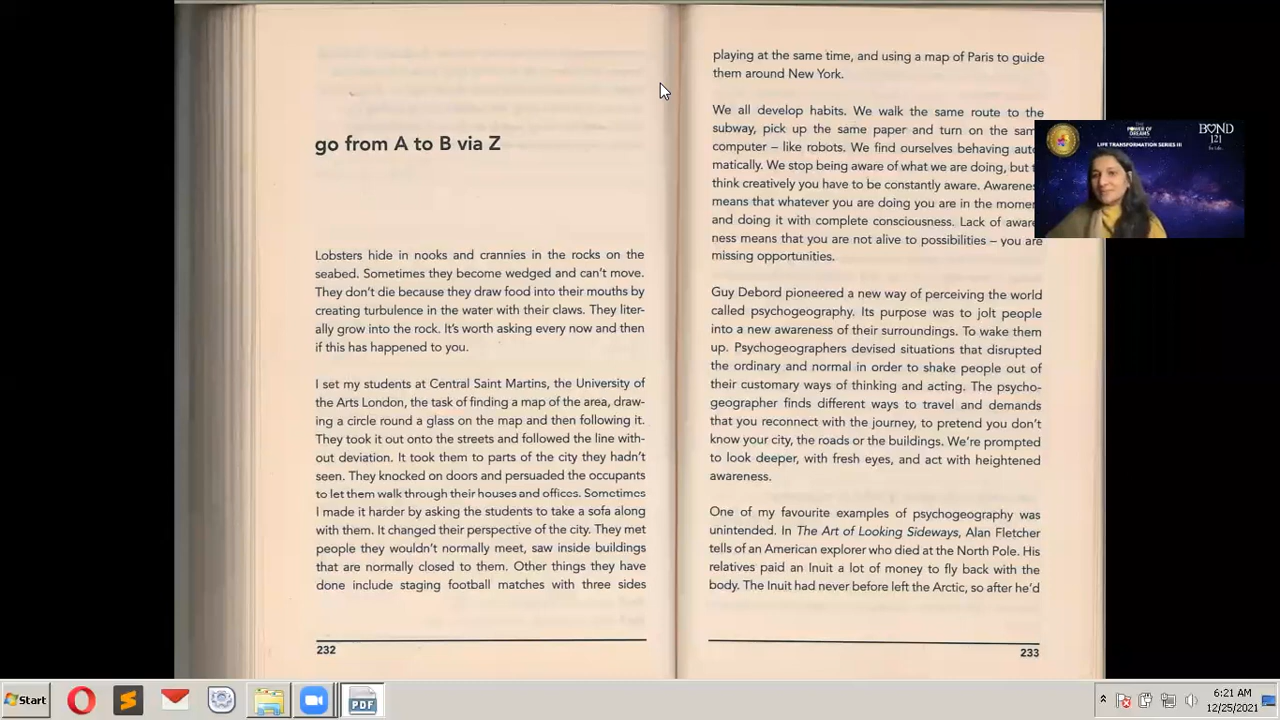 go from A to B via Z
Lobsters hide in nooks and crannies in the rocks on the
seabed. Sometimes they become wedged and can't move.
They don't die because they draw food into their mouths by
creating turbulence in the water with their claws. They liter-
ally grow into the rock. It's worth asking every now and then
if this has happened to you.
I set my students at Central Saint Martins, the University of
the Arts London, the task of finding a map of the area, draw-
ing a circle round a glass on the map and then following it.
They took it out onto the streets and followed the line with-
out deviation. It took them to parts of the city they hadn't
seen. They knocked on doors and persuaded the occupants
to let them walk through their houses and offices. Sometimes
I made it harder by asking the students to take a sofa along
with them. It changed their perspective of the city. They met
people they wouldn't normally meet, saw inside buildings
that are normally closed to them. Other things they have
done include staging football matches with three sides
232
playing at the same time, and using a map of Paris to guide
them around New York.
We all develop habits. We walk the same route to the
subway, pick up the same paper and turn on the sam
computer – like robots. We find ourselves behaving auto
matically. We stop being aware of what we are doing, but t
think creatively you have to be constantly aware. Awarenes
means that whatever you are doing you are in the momen
and doing it with complete consciousness. Lack of aware
ness means that you are not alive to possibilities – you are
missing opportunities.
Guy Debord pioneered a new way of perceiving the world
called psychogeography. Its purpose was to jolt people
into a new awareness of their surroundings. To wake them
up. Psychogeographers devised situations that disrupted
the ordinary and normal in order to shake people out of
their customary ways of thinking and acting. The psycho-
geographer finds different ways to travel and demands
that you reconnect with the journey, to pretend you don't
know your city, the roads or the buildings. We're prompted
to look deeper, with fresh eyes, and act with heightened
awareness.
One of my favourite examples of psychogeography was
unintended. In The Art of Looking Sideways, Alan Fletcher
tells of an American explorer who died at the North Pole. His
relatives paid an Inuit a lot of money to fly back with the
body. The Inuit had never before left the Arctic, so after he'd
233
THE
POWER OF
DREAMS
LIFE TRANSFORMATION SERIES III
BOND
121
Start
PDF
6:21 AM
12/25/2021